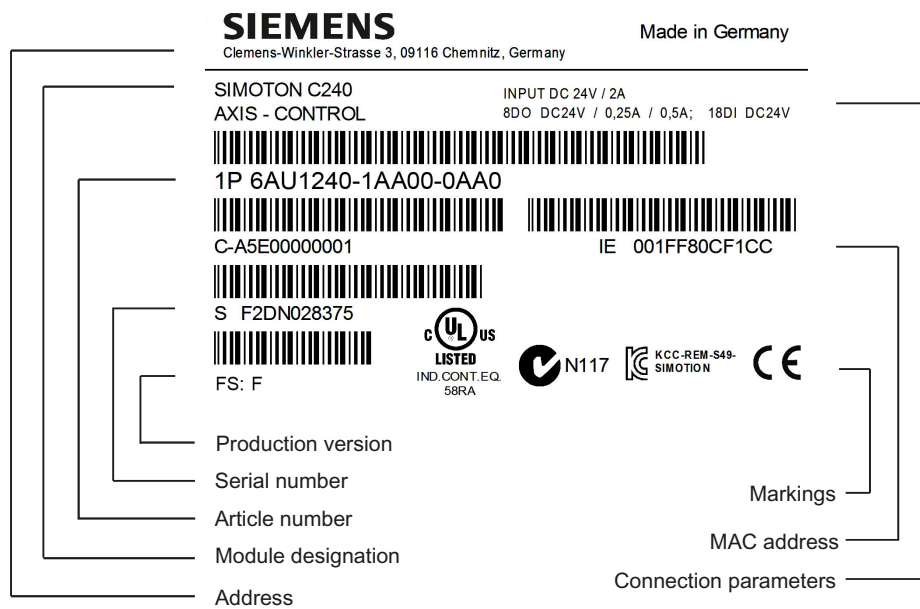 SIEMENS
Clemens-Winkler-Strasse 3, 09116 Chemnitz, Germany
Made in Germany
SIMOTON C240
AXIS - CONTROL
INPUT DC 24V / 2A
8DO DC24V / 0,25A / 0,5A; 18DI DC24V
1P 6AU1240-1AA00-0AA0
C-A5E00000001
IE 001FF80CF1CC
S F2DN028375
C UL US
LISTED
IND.CONT.EQ.
58RA
N117
KCC-REM-S49-
SIMOTION
CE
FS: F
Production version
Serial number
Article number
Module designation
Address
Markings
MAC address
Connection parameters